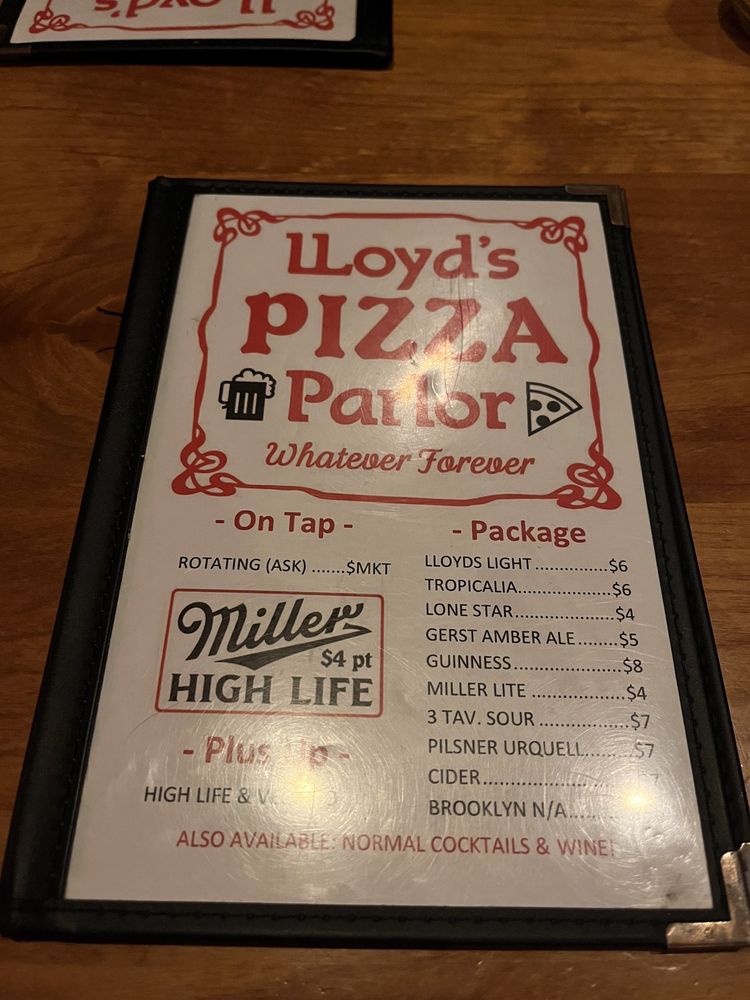 LLoyd's
LLoyd's
PIZZA
Parlor
Whatever Forever
- On Tap -
ROTATING (ASK) .......$MKT
Miller
$4 pt
HIGH LIFE
- Plus Up -
HIGH LIFE &
- Package
LLOYDS LIGHT ...............$6
TROPICALIA...................$6
LONE STAR....................$4
GERST AMBER ALE........$5
GUINNESS.....................$8
MILLER LITE ..................$4
3 TAV. SOUR .................$7
PILSNER URQUELL.........$7
CIDER...........................
BROOKLYN N/A........
ALSO AVAILABLE: NORMAL COCKTAILS & WINE!